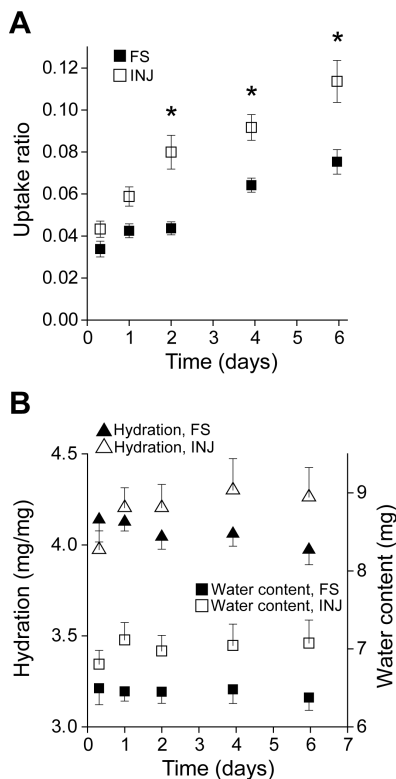 A
FS
INJ
*
*
*
0.12
0.10
0.08
0.06
0.04
0.02
0.00
Uptake ratio
0 1 2 3 4 5 6
Time (days)
B
Hydration, FS
Hydration, INJ
4.5
4.0
3.5
3.0
Hydration (mg/mg)
Water content, FS
Water content, INJ
9
8
7
6
Water content (mg)
0 1 2 3 4 5 6 7
Time (days)